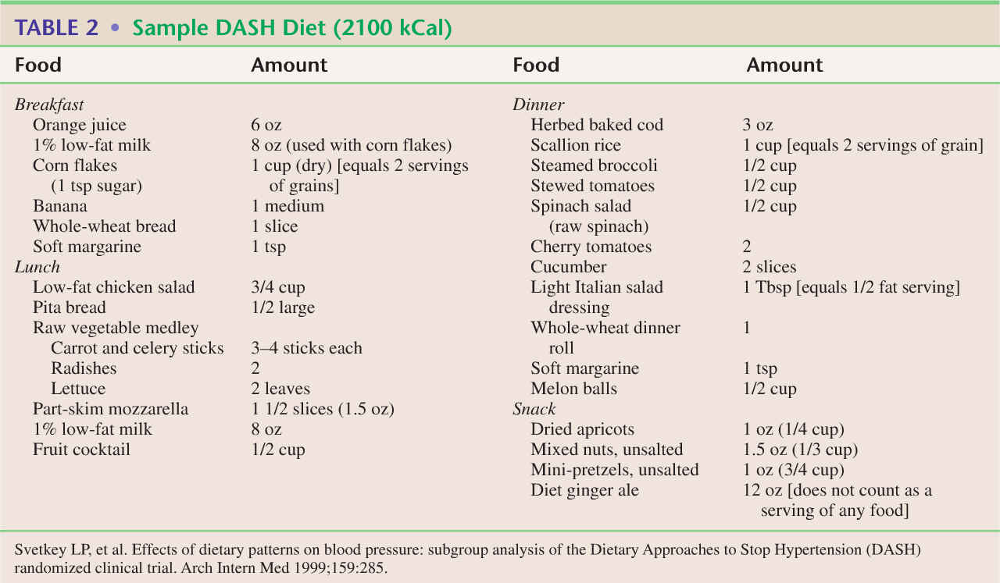 TABLE 2 • Sample DASH Diet (2100 kCal)
Food Amount Food Amount
Breakfast
Orange juice 6 oz
1% low-fat milk 8 oz (used with corn flakes)
Corn flakes 1 cup (dry) [equals 2 servings
(1 tsp sugar) of grains]
Banana 1 medium
Whole-wheat bread 1 slice
Soft margarine 1 tsp
Lunch
Low-fat chicken salad 3/4 cup
Pita bread 1/2 large
Raw vegetable medley
Carrot and celery sticks 3–4 sticks each
Radishes 2
Lettuce 2 leaves
Part-skim mozzarella 1 1/2 slices (1.5 oz)
1% low-fat milk 8 oz
Fruit cocktail 1/2 cup
Dinner
Herbed baked cod 3 oz
Scallion rice 1 cup [equals 2 servings of grain]
Steamed broccoli 1/2 cup
Stewed tomatoes 1/2 cup
Spinach salad 1/2 cup
(raw spinach)
Cherry tomatoes 2
Cucumber 2 slices
Light Italian salad 1 Tbsp [equals 1/2 fat serving]
dressing
Whole-wheat dinner 1
roll
Soft margarine 1 tsp
Melon balls 1/2 cup
Snack
Dried apricots 1 oz (1/4 cup)
Mixed nuts, unsalted 1.5 oz (1/3 cup)
Mini-pretzels, unsalted 1 oz (3/4 cup)
Diet ginger ale 12 oz [does not count as a
serving of any food]
Svetkey LP, et al. Effects of dietary patterns on blood pressure: subgroup analysis of the Dietary Approaches to Stop Hypertension (DASH)
randomized clinical trial. Arch Intern Med 1999;159:285.